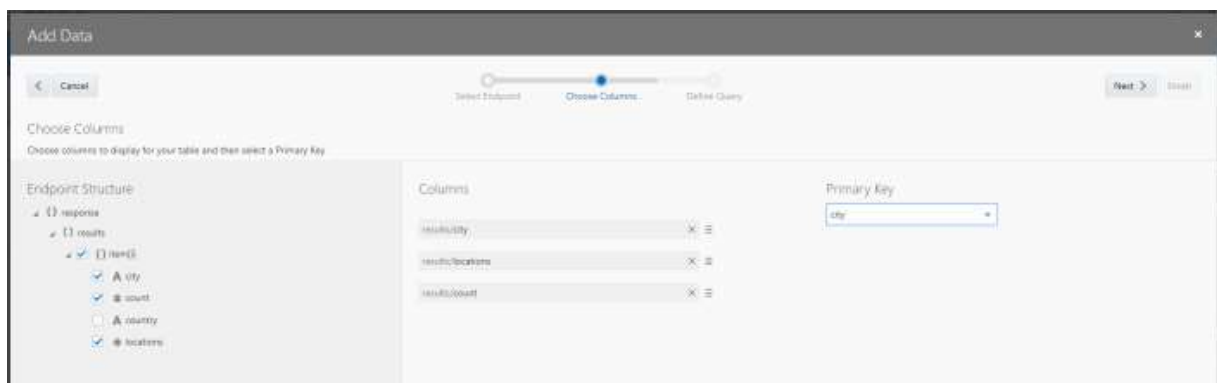 Add Data
Cancel
Select Endpoint
Choose Columns
Define Query
Next
Choose Columns
Choose columns to display for your table and then select a Primary Key
Endpoint Structure
{} response
[] results
{} item[i]
A city
# count
A country
# locations
Columns
results/city
results/locations
results/count
Primary Key
city